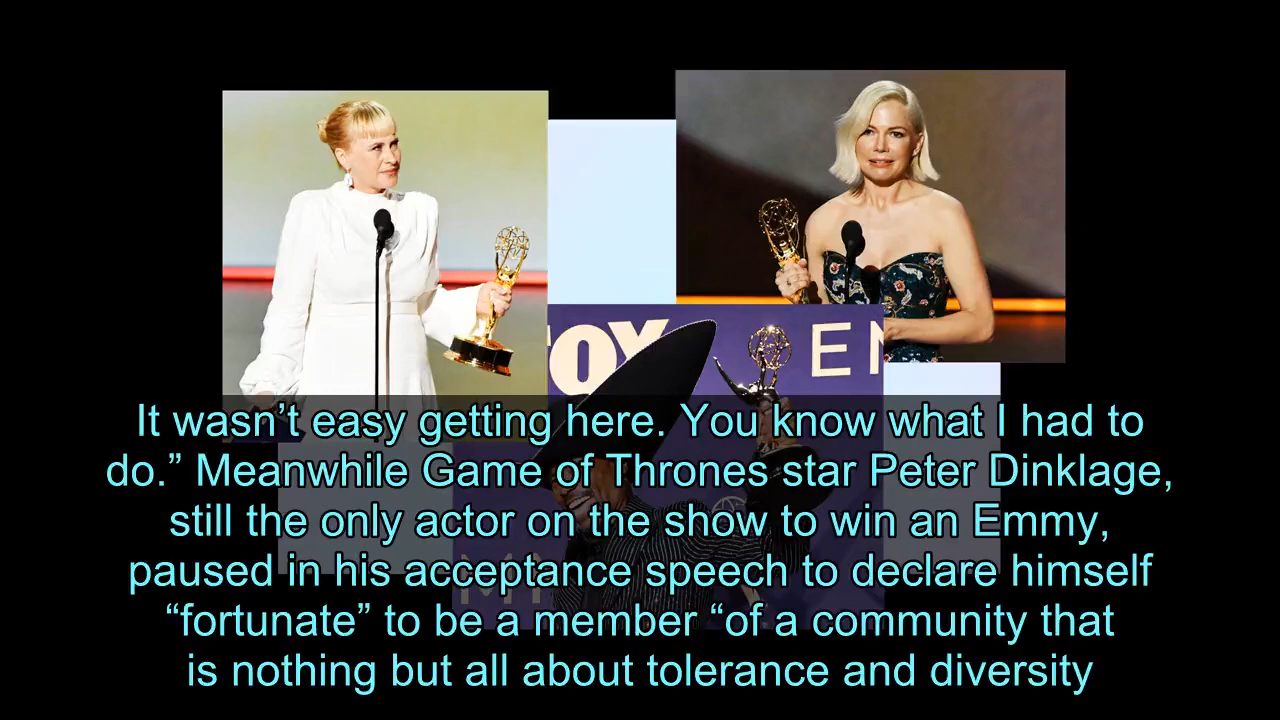 FOX
EM
It wasn’t easy getting here. You know what I had to
do.” Meanwhile Game of Thrones star Peter Dinklage,
still the only actor on the show to win an Emmy,
paused in his acceptance speech to declare himself
“fortunate” to be a member “of a community that
is nothing but all about tolerance and diversity